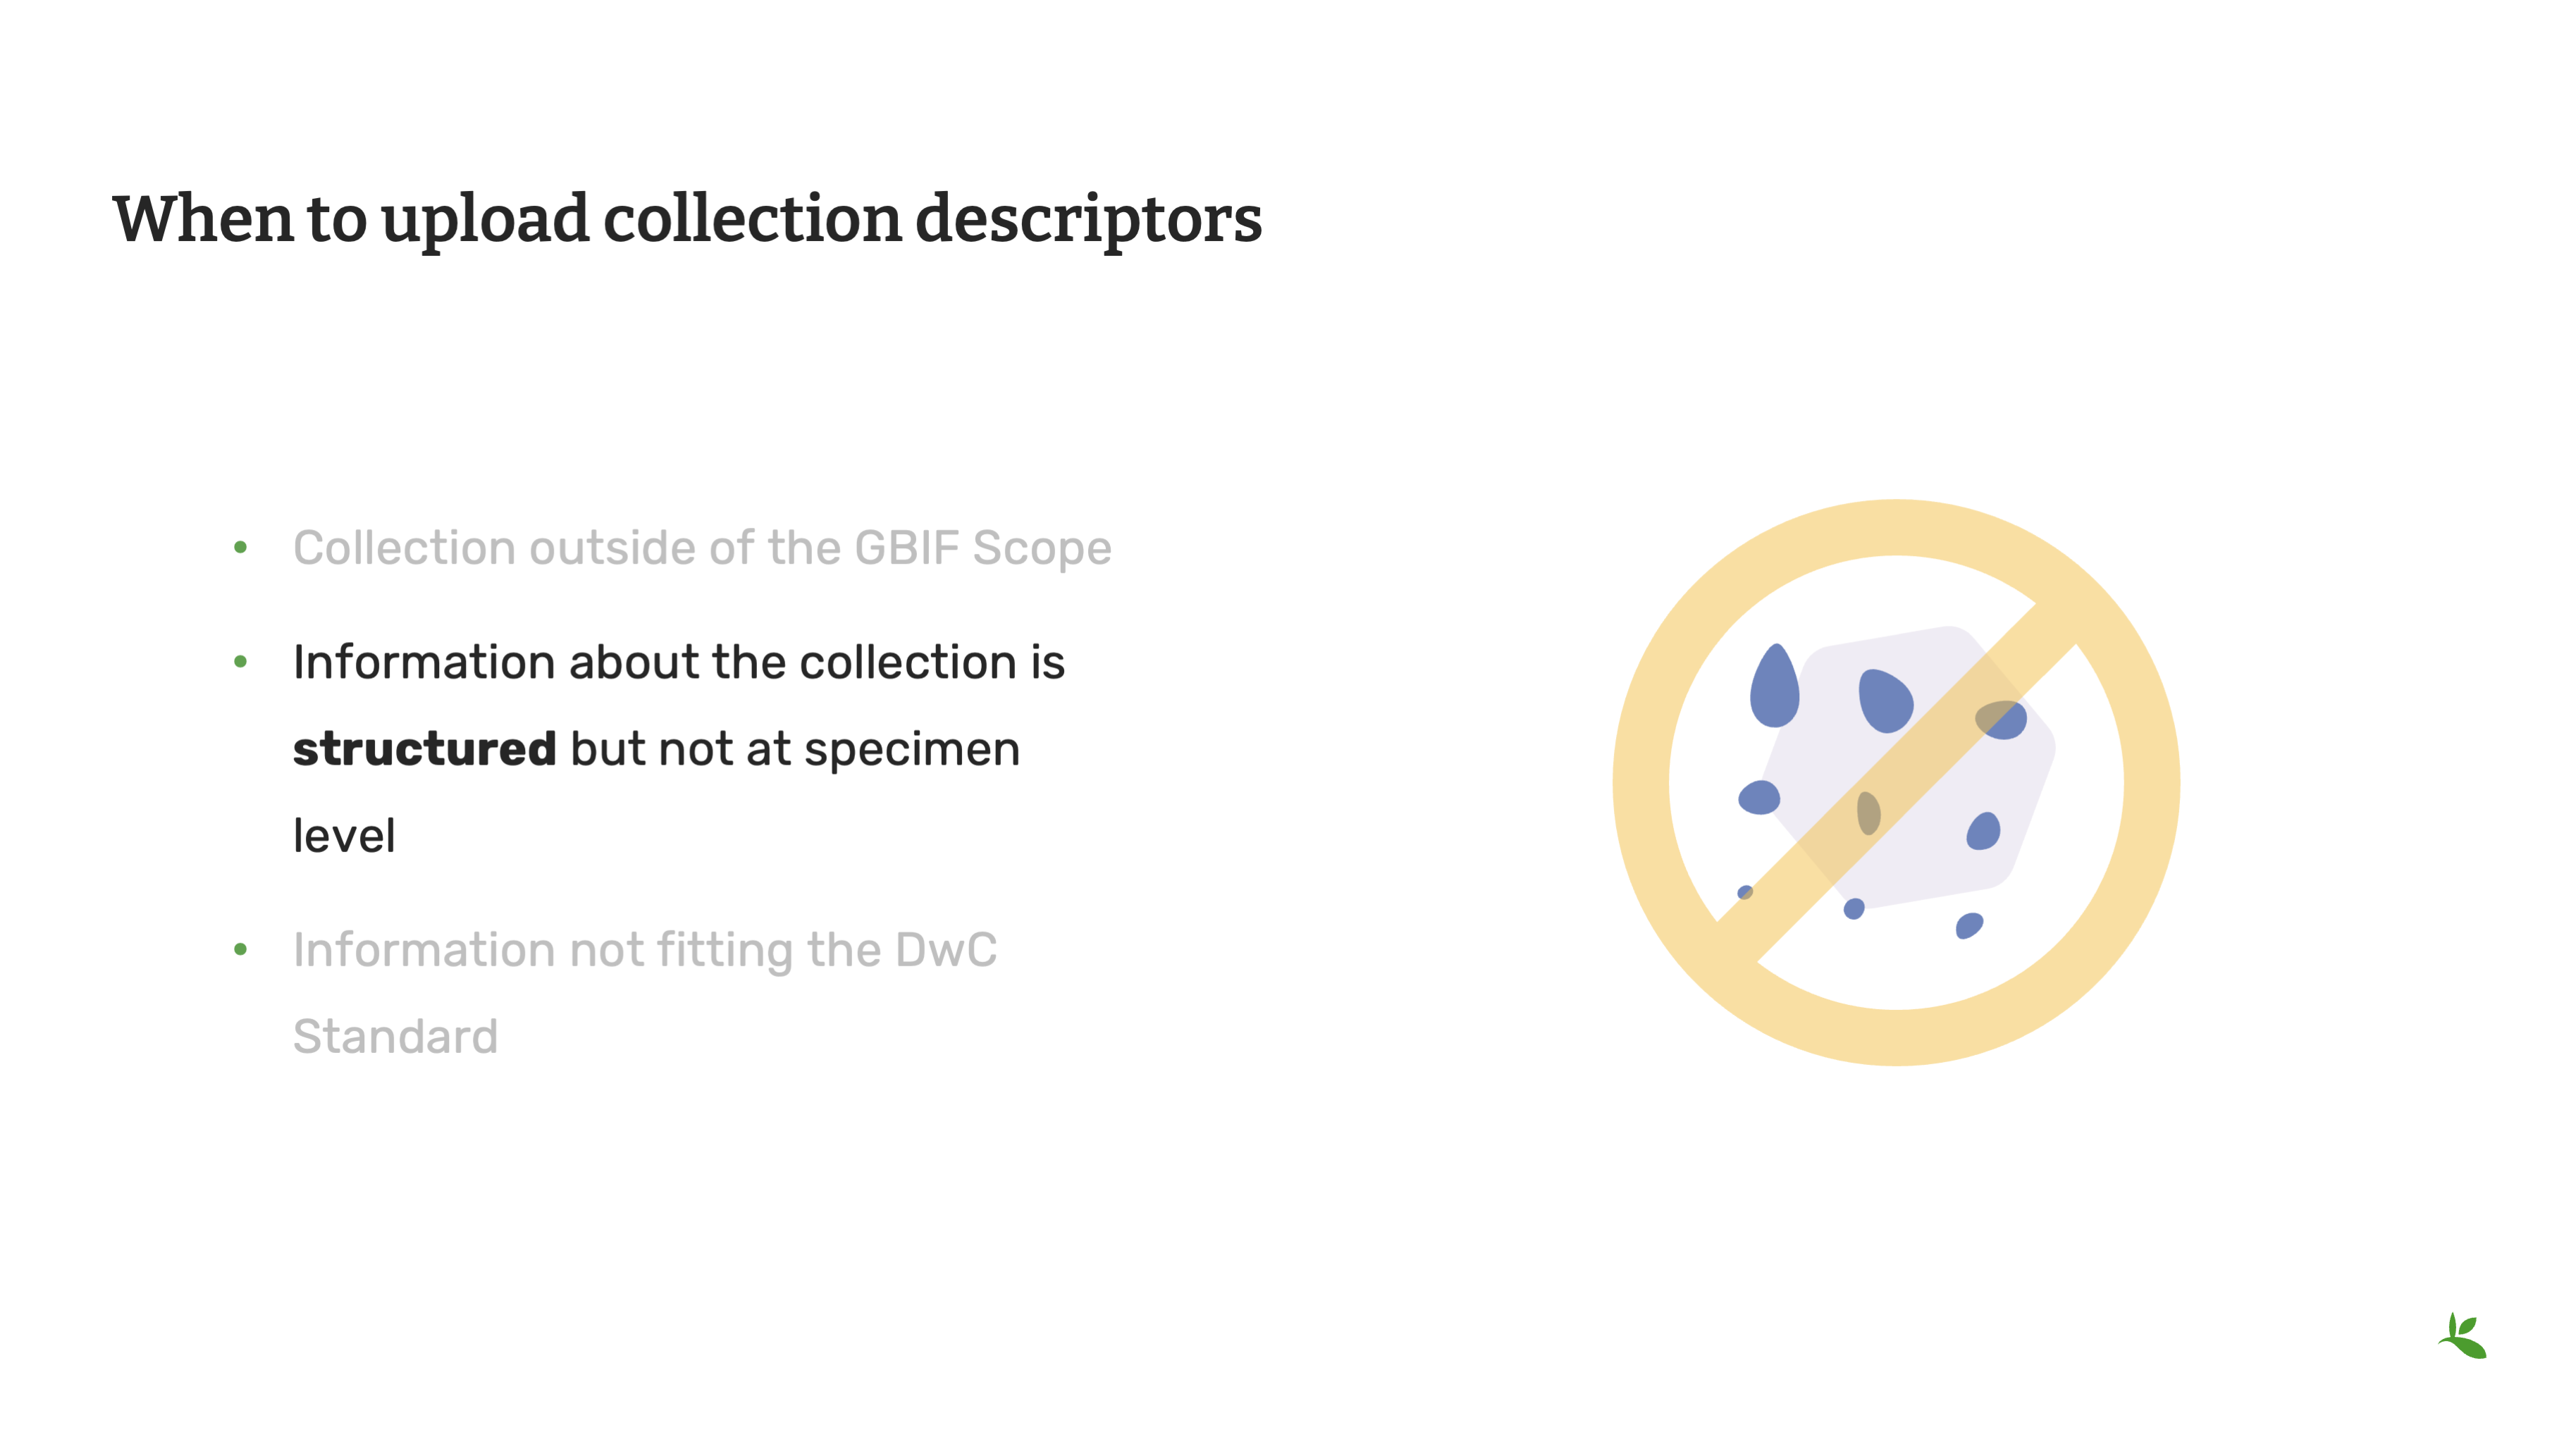 When to upload collection descriptors
• Collection outside of the GBIF Scope
• Information about the collection is
structured but not at specimen
level
• Information not fitting the DwC
Standard